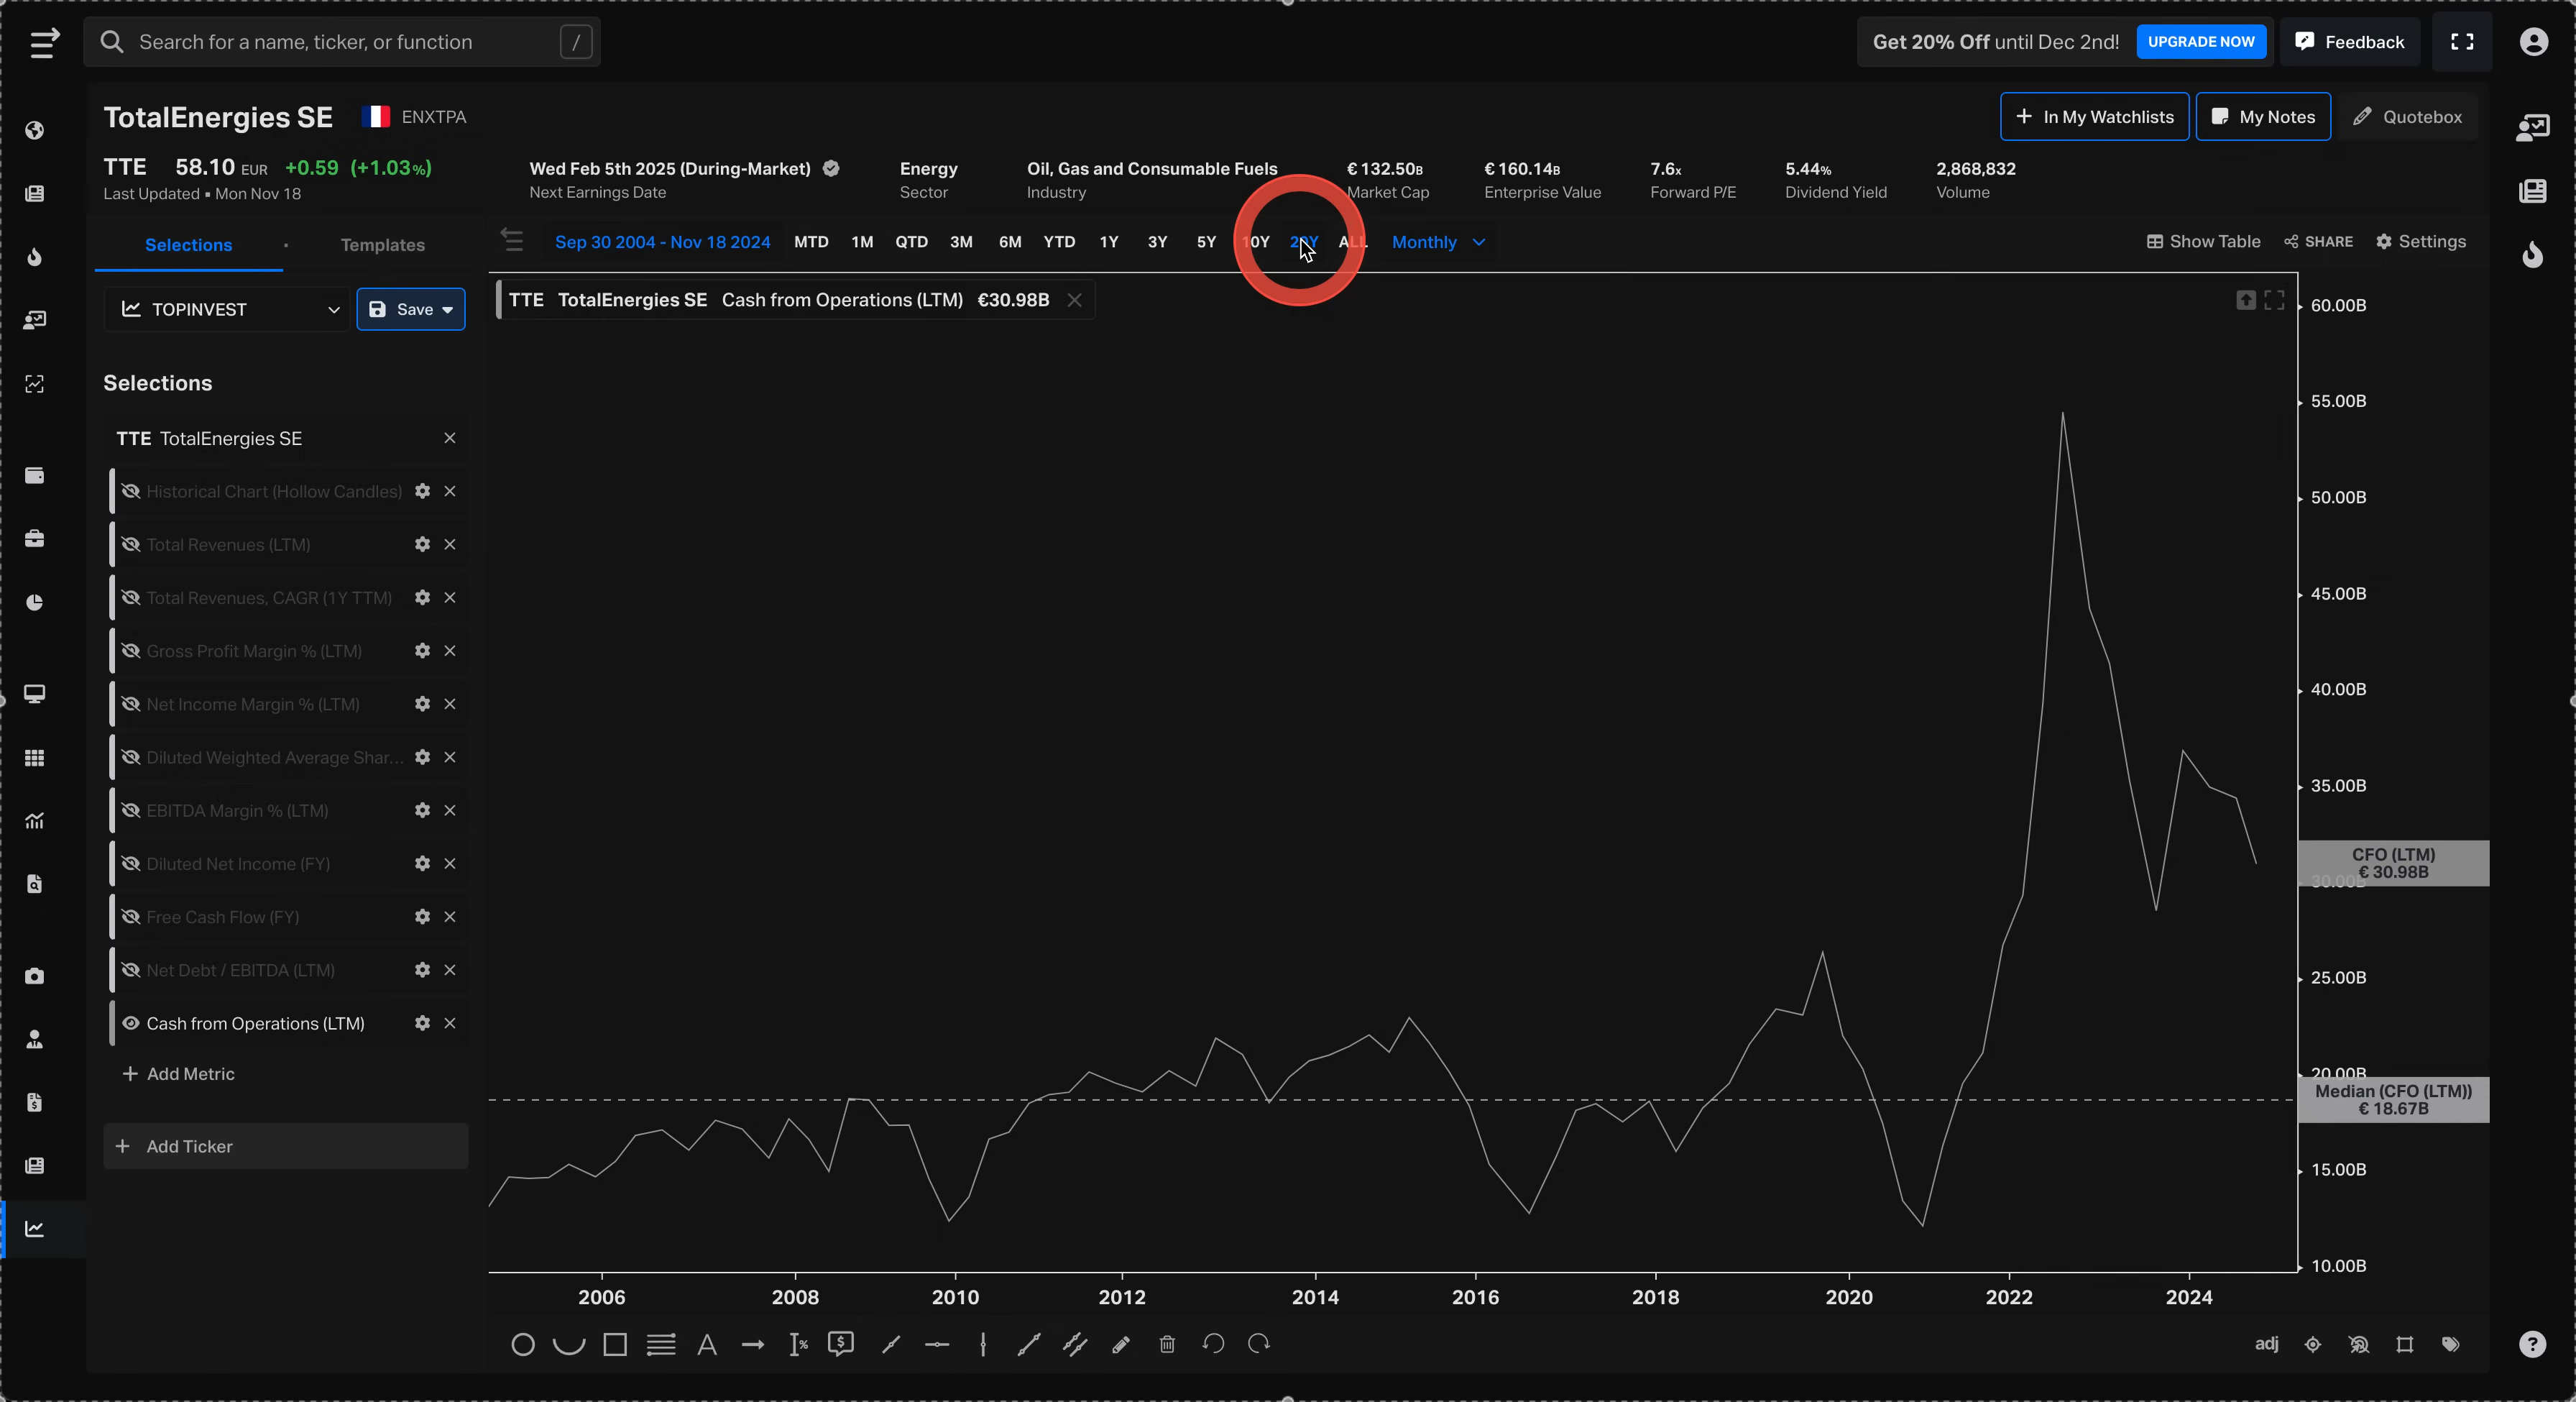 Search for a name, ticker, or function /
Get 20% Off until Dec 2nd! UPGRADE NOW Feedback
TotalEnergies SE ENXTPA
In My Watchlists My Notes Quotebox
TTE 58.10 EUR +0.59 (+1.03%)
Last Updated ▪ Mon Nov 18
Wed Feb 5th 2025 (During-Market)
Next Earnings Date
Energy
Sector
Oil, Gas and Consumable Fuels
Industry
€132.50B
Market Cap
€160.14B
Enterprise Value
7.6x
Forward P/E
5.44%
Dividend Yield
2,868,832
Volume
Selections · Templates
Sep 30 2004 - Nov 18 2024 MTD 1M QTD 3M 6M YTD 1Y 3Y 5Y 10Y 20Y ALL Monthly
Show Table SHARE Settings
TOPINVEST Save
TTE TotalEnergies SE Cash from Operations (LTM) €30.98B
Selections
TTE TotalEnergies SE
Historical Chart (Hollow Candles)
Total Revenues (LTM)
Total Revenues, CAGR (1Y TTM)
Gross Profit Margin % (LTM)
Net Income Margin % (LTM)
Diluted Weighted Average Shar...
EBITDA Margin % (LTM)
Diluted Net Income (FY)
Free Cash Flow (FY)
Net Debt / EBITDA (LTM)
Cash from Operations (LTM)
+ Add Metric
+ Add Ticker
60.00B
55.00B
50.00B
45.00B
40.00B
35.00B
CFO (LTM)
€ 30.98B
30.00B
25.00B
20.00B
Median (CFO (LTM))
€ 18.67B
15.00B
10.00B
2006 2008 2010 2012 2014 2016 2018 2020 2022 2024
A % $ adj ?